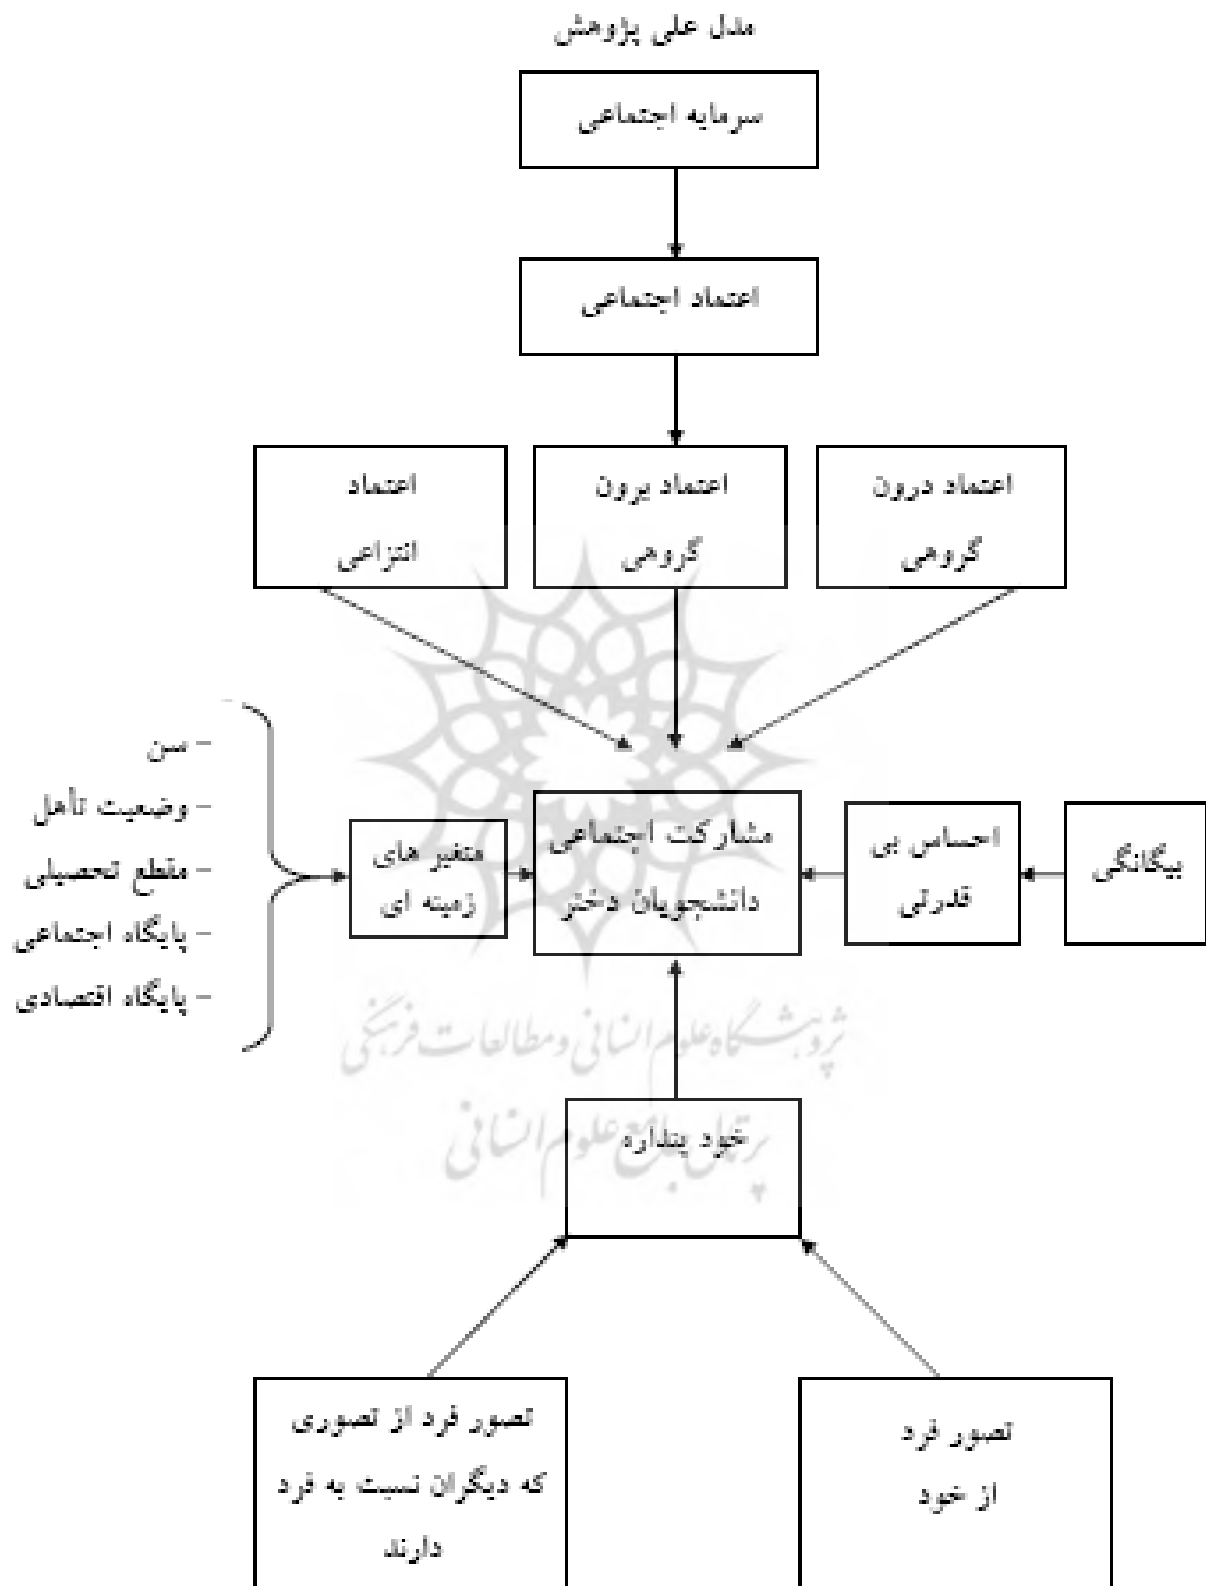 مدل علی پژوهش
سرمایه اجتماعی
اعتماد اجتماعی
اعتماد درون
گروهی
اعتماد برون
گروهی
اعتماد
انتزاعی
- سن
- وضعیت تأهل
- مقطع تحصیلی
- پایگاه اجتماعی
- پایگاه اقتصادی
متغیر های
زمینه ای
مشارکت اجتماعی
دانشجویان دختر
احساس بی
قدرتی
بیگانگی
پژوهشگاه علوم انسانی و مطالعات فرهنگی
پرتال جامع علوم انسانی
خود پنداره
تصور فرد
از خود
تصور فرد از تصوری
که دیگران نسبت به فرد
دارند